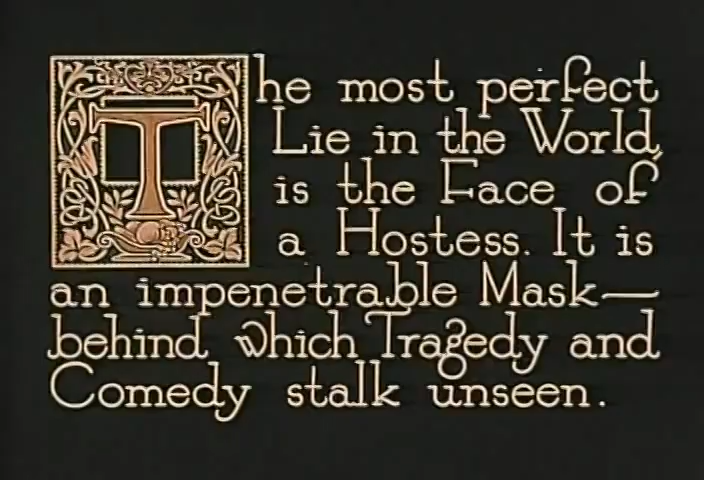 The most perfect
Lie in the World,
is the Face of
a Hostess. It is
an impenetrable Mask—
behind which Tragedy and
Comedy stalk unseen.